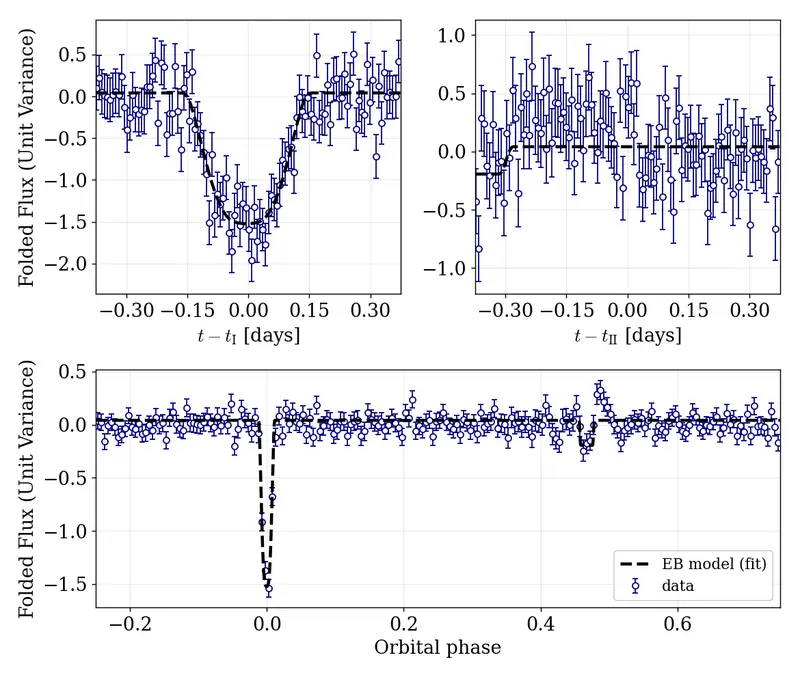 Folded Flux (Unit Variance)
0.5
0.0
−0.5
−1.0
−1.5
−2.0
−0.30 −0.15 0.00 0.15 0.30
t − tI [days]
1.0
0.5
0.0
−0.5
−1.0
−0.30 −0.15 0.00 0.15 0.30
t − tII [days]
Folded Flux (Unit Variance)
0.5
0.0
−0.5
−1.0
−1.5
−0.2 0.0 0.2 0.4 0.6
Orbital phase
EB model (fit)
data